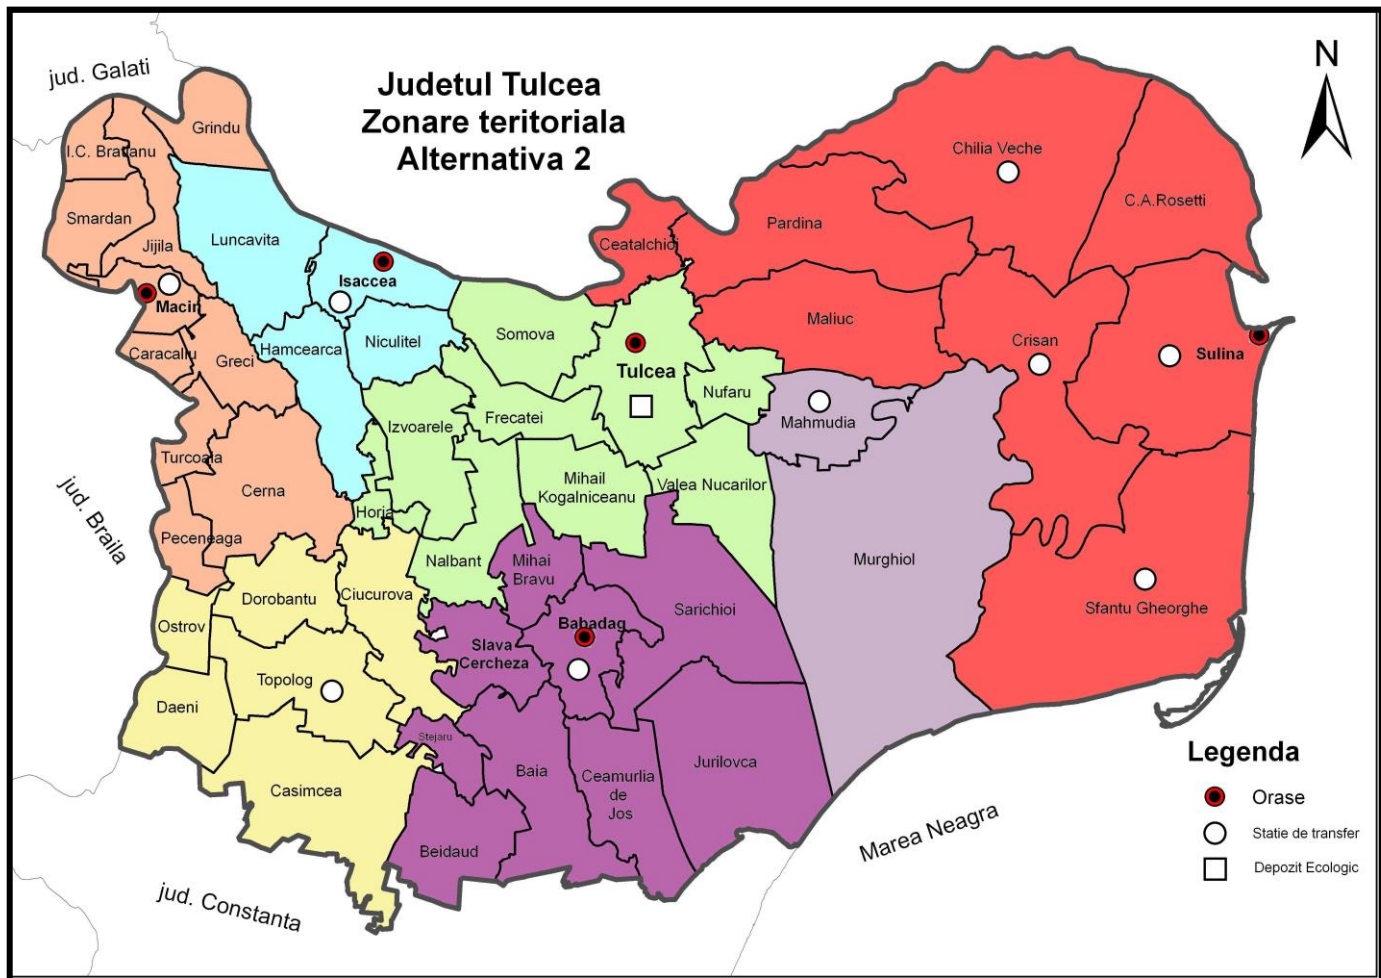 jud. Galati
Judetul Tulcea
Zonare teritoriala
Alternativa 2
N
Grindu
I.C. Bratianu
Smardan
Jijila
Luncavita
Isaccea
Macin
Caracaliu
Greci
Hamcearca
Niculitel
Turcoaia
Cerna
Peceneaga
Chilia Veche
C.A.Rosetti
Pardina
Ceatalchioi
Maliuc
Crisan
Sulina
Somova
Tulcea
Nufaru
Mahmudia
Izvoarele
Frecatei
Mihail
Kogalniceanu
Valea Nucarilor
Horia
Nalbant
Mihai
Bravu
Murghiol
Sfantu Gheorghe
jud. Braila
Dorobantu
Ciucurova
Ostrov
Topolog
Daeni
Casimcea
Babadag
Sarichioi
Slava
Cercheza
Stejaru
Baia
Ceamurlia
de
Jos
Jurilovca
Beidaud
jud. Constanta
Marea Neagra
Legenda
Orase
Statie de transfer
Depozit Ecologic